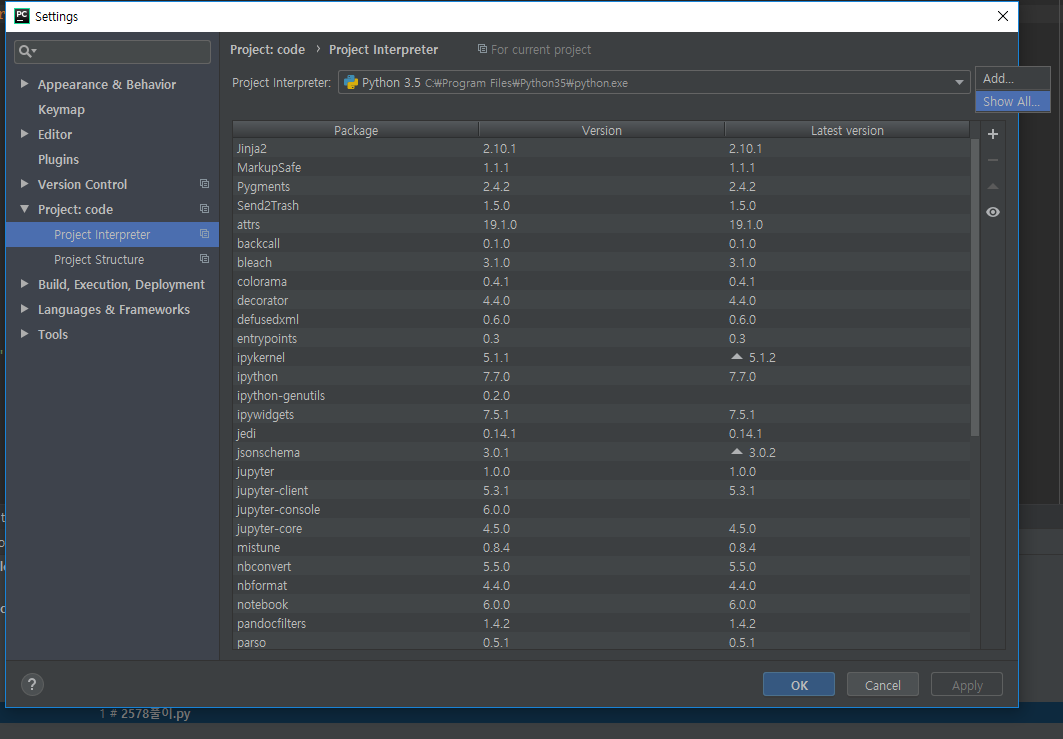 PC Settings
Appearance & Behavior
Keymap
Editor
Plugins
Version Control
Project: code
Project Interpreter
Project Structure
Build, Execution, Deployment
Languages & Frameworks
Tools
Project: code › Project Interpreter For current project
Project Interpreter: Python 3.5 C:₩Program Files₩Python35₩python.exe
Add...
Show All...
Package Version Latest version
Jinja2 2.10.1 2.10.1
MarkupSafe 1.1.1 1.1.1
Pygments 2.4.2 2.4.2
Send2Trash 1.5.0 1.5.0
attrs 19.1.0 19.1.0
backcall 0.1.0 0.1.0
bleach 3.1.0 3.1.0
colorama 0.4.1 0.4.1
decorator 4.4.0 4.4.0
defusedxml 0.6.0 0.6.0
entrypoints 0.3 0.3
ipykernel 5.1.1 5.1.2
ipython 7.7.0 7.7.0
ipython-genutils 0.2.0
ipywidgets 7.5.1 7.5.1
jedi 0.14.1 0.14.1
jsonschema 3.0.1 3.0.2
jupyter 1.0.0 1.0.0
jupyter-client 5.3.1 5.3.1
jupyter-console 6.0.0
jupyter-core 4.5.0 4.5.0
mistune 0.8.4 0.8.4
nbconvert 5.5.0 5.5.0
nbformat 4.4.0 4.4.0
notebook 6.0.0 6.0.0
pandocfilters 1.4.2 1.4.2
parso 0.5.1 0.5.1
? OK Cancel Apply
1 # 2578풀이.py